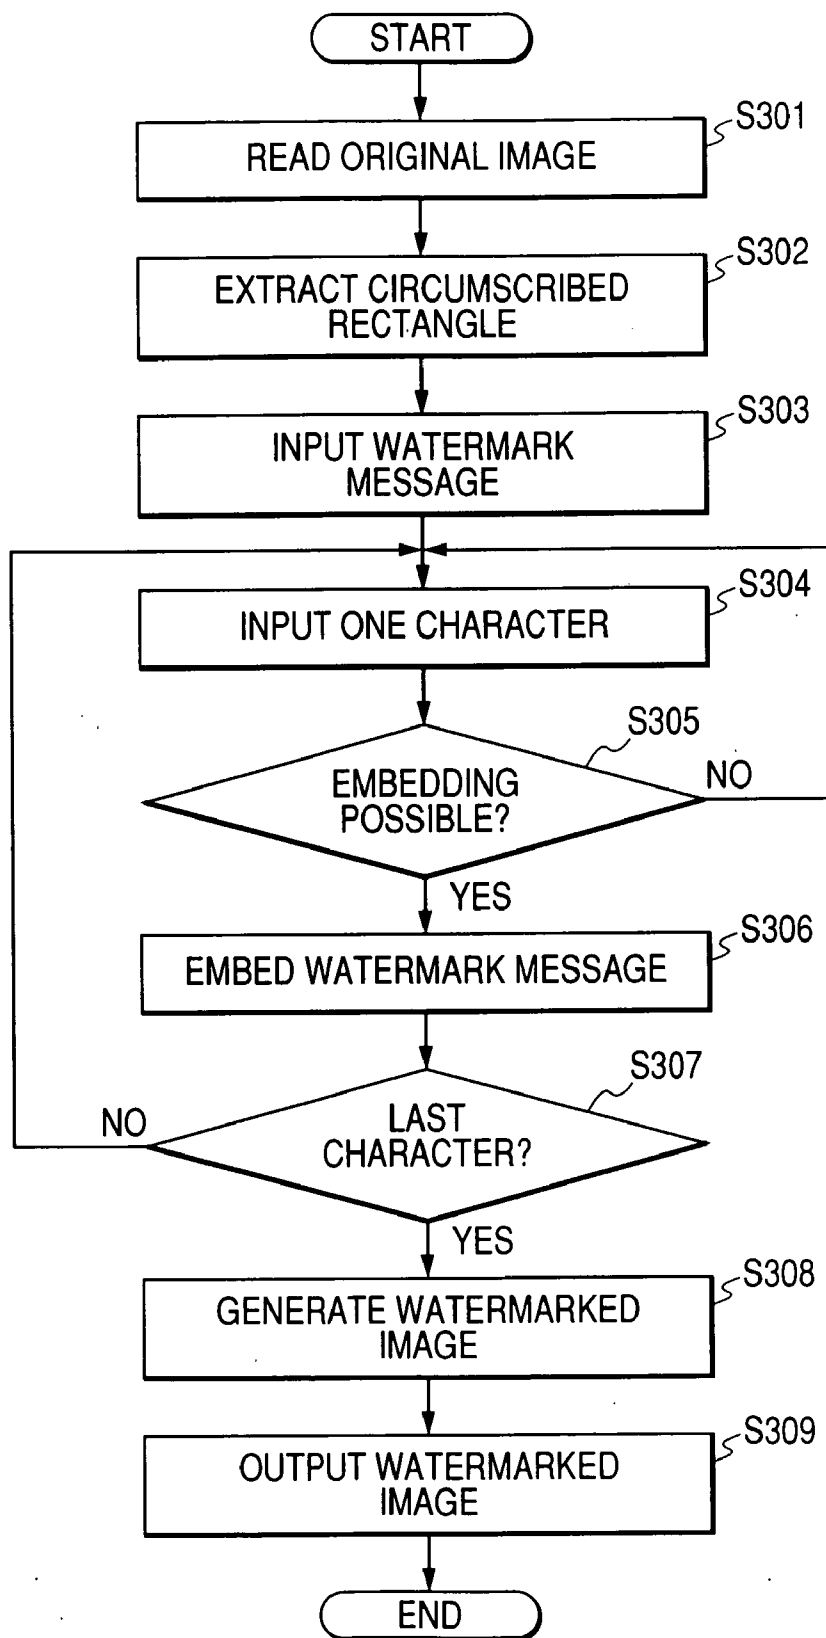 START
S301
READ ORIGINAL IMAGE
S302
EXTRACT CIRCUMSCRIBED
RECTANGLE
S303
INPUT WATERMARK
MESSAGE
S304
INPUT ONE CHARACTER
S305
EMBEDDING
POSSIBLE?
NO
YES
S306
EMBED WATERMARK MESSAGE
S307
LAST
CHARACTER?
NO
YES
S308
GENERATE WATERMARKED
IMAGE
S309
OUTPUT WATERMARKED
IMAGE
END